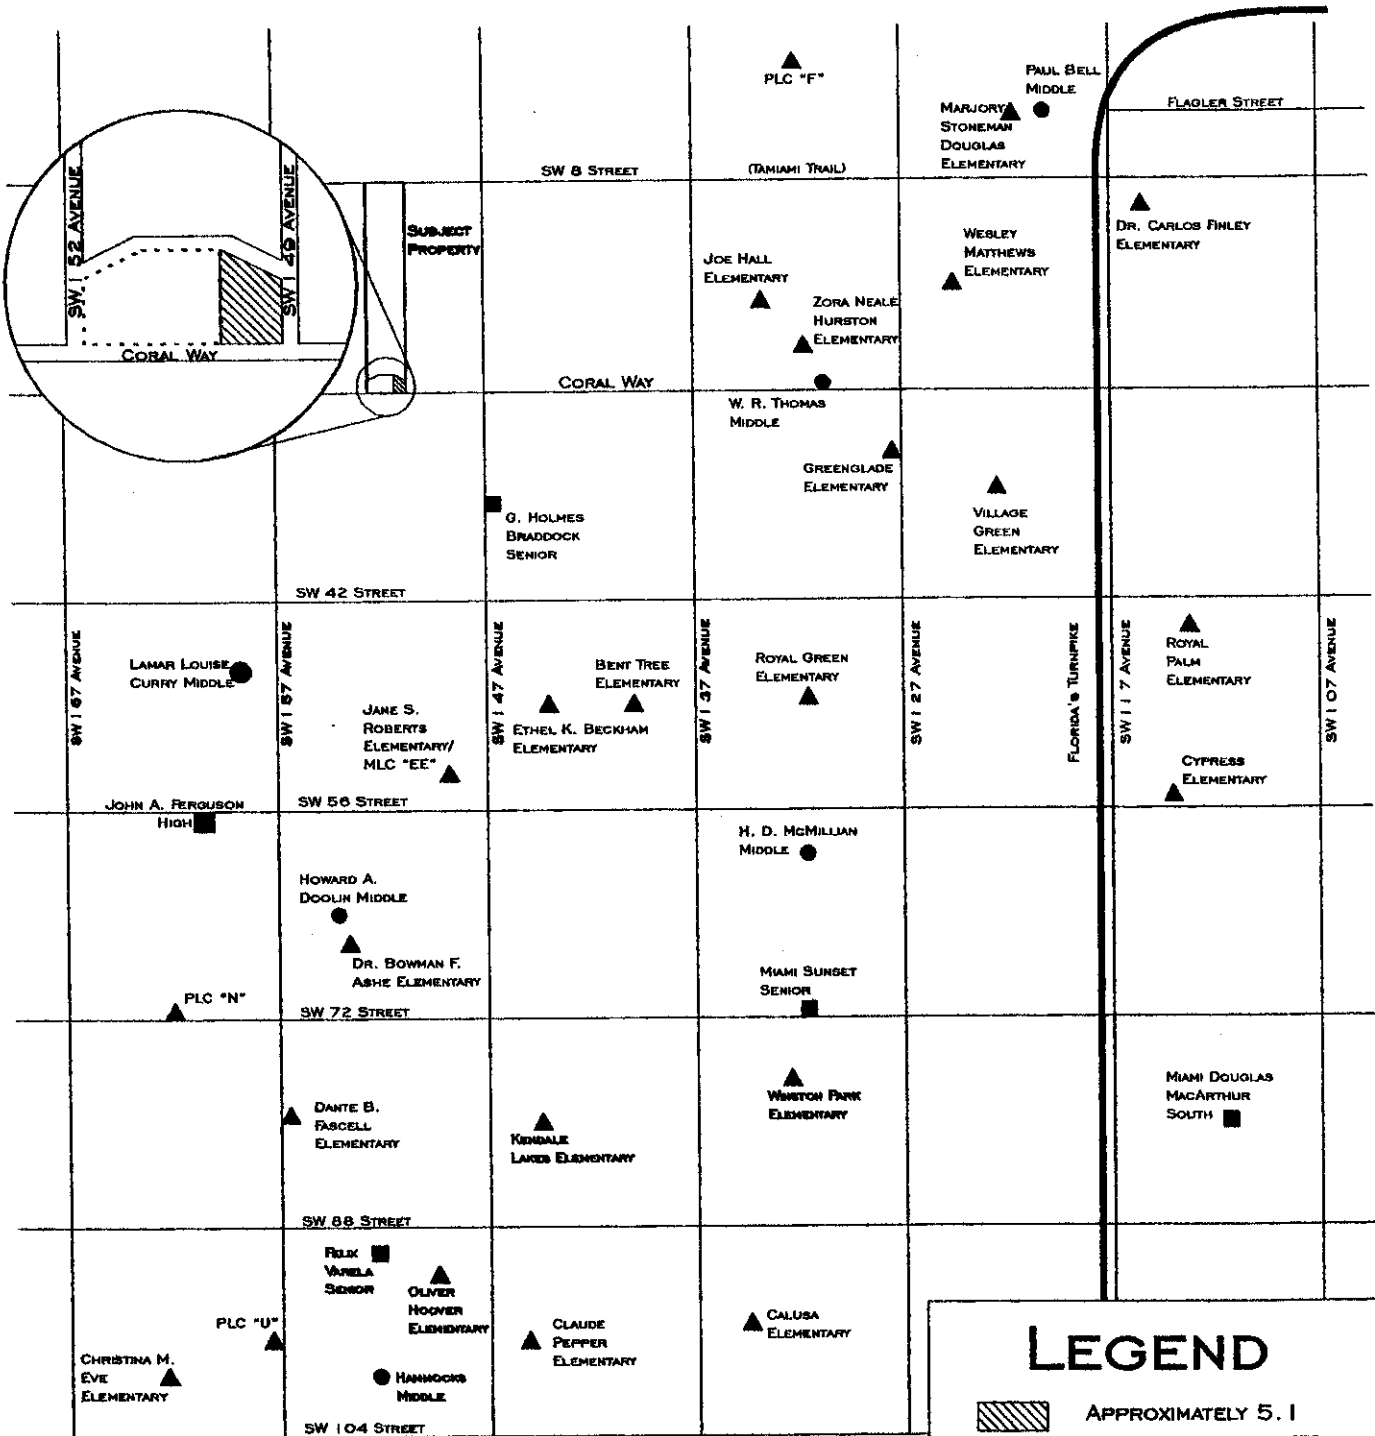 PLC "F"
PAUL BELL
MIDDLE
MARJORY
STONEMAN
DOUGLAS
ELEMENTARY
FLAGLER STREET
SW 8 STREET
(TAMIAMI TRAIL)
SW 152 AVENUE
SW 149 AVENUE
CORAL WAY
SUBJECT
PROPERTY
DR. CARLOS FINLEY
ELEMENTARY
WESLEY
MATTHEWS
ELEMENTARY
JOE HALL
ELEMENTARY
ZORA NEALE
HURSTON
ELEMENTARY
CORAL WAY
W. R. THOMAS
MIDDLE
GREENGLADE
ELEMENTARY
VILLAGE
GREEN
ELEMENTARY
G. HOLMES
BRADDOCK
SENIOR
SW 42 STREET
SW 167 AVENUE
SW 157 AVENUE
SW 147 AVENUE
SW 137 AVENUE
SW 127 AVENUE
FLORIDA'S TURNPIKE
SW 117 AVENUE
SW 107 AVENUE
LAMAR LOUISE
CURRY MIDDLE
JANE S.
ROBERTS
ELEMENTARY/
MLC "EE"
BENT TREE
ELEMENTARY
ETHEL K. BECKHAM
ELEMENTARY
ROYAL GREEN
ELEMENTARY
ROYAL
PALM
ELEMENTARY
CYPRESS
ELEMENTARY
JOHN A. FERGUSON
HIGH
SW 56 STREET
H. D. MCMILLIAN
MIDDLE
HOWARD A.
DOOLIN MIDDLE
DR. BOWMAN F.
ASHE ELEMENTARY
MIAMI SUNSET
SENIOR
PLC "N"
SW 72 STREET
DANTE B.
FASCELL
ELEMENTARY
KENDALE
LAKES ELEMENTARY
WINSTON PARK
ELEMENTARY
MIAMI DOUGLAS
MACARTHUR
SOUTH
SW 88 STREET
FELIX
VARELA
SENIOR
OLIVER
HOOVER
ELEMENTARY
PLC "U"
CHRISTINA M.
EVE
ELEMENTARY
HAMMOCKS
MIDDLE
CLAUDE
PEPPER
ELEMENTARY
CALUSA
ELEMENTARY
SW 104 STREET
LEGEND
APPROXIMATELY 5.1